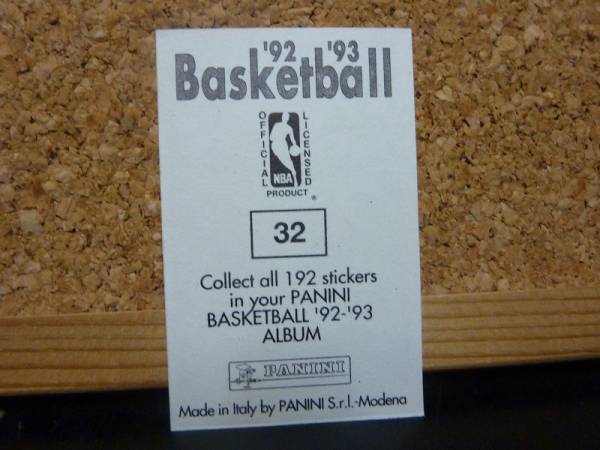 '92 '93
Basketball
OFFICIAL LICENSED
NBA
PRODUCT ®
32
Collect all 192 stickers
in your PANINI
BASKETBALL '92-'93
ALBUM
PANINI
Made in Italy by PANINI S.r.l.-Modena